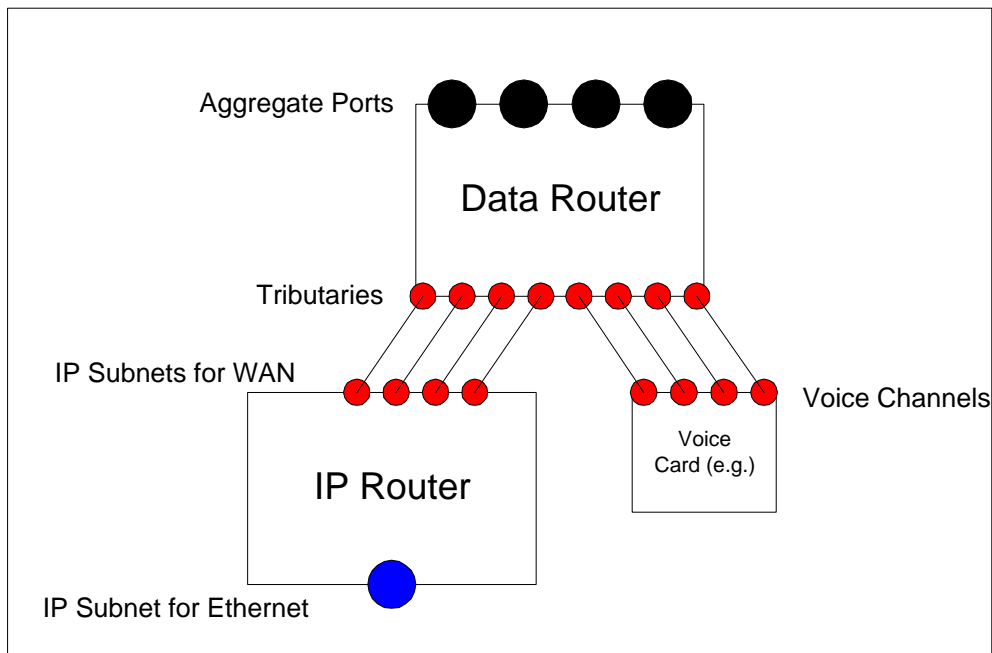 Aggregate Ports
Data Router
Tributaries
IP Subnets for WAN
Voice Channels
Voice
Card (e.g.)
IP Router
IP Subnet for Ethernet